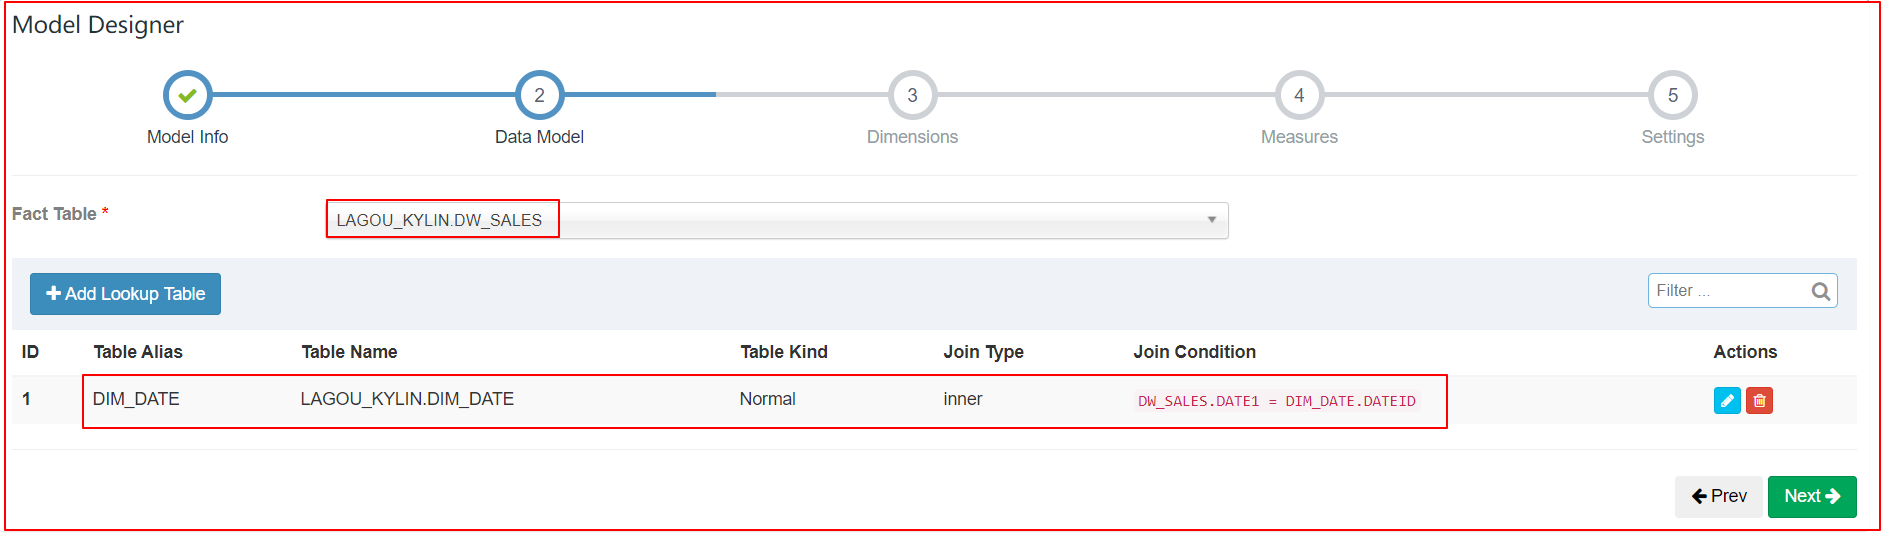 Model Designer
2 3 4 5
Model Info Data Model Dimensions Measures Settings
Fact Table * LAGOU_KYLIN.DW_SALES
Add Lookup Table Filter ...
ID Table Alias Table Name Table Kind Join Type Join Condition Actions
1 DIM_DATE LAGOU_KYLIN.DIM_DATE Normal inner DW_SALES.DATE1 = DIM_DATE.DATEID
Prev Next